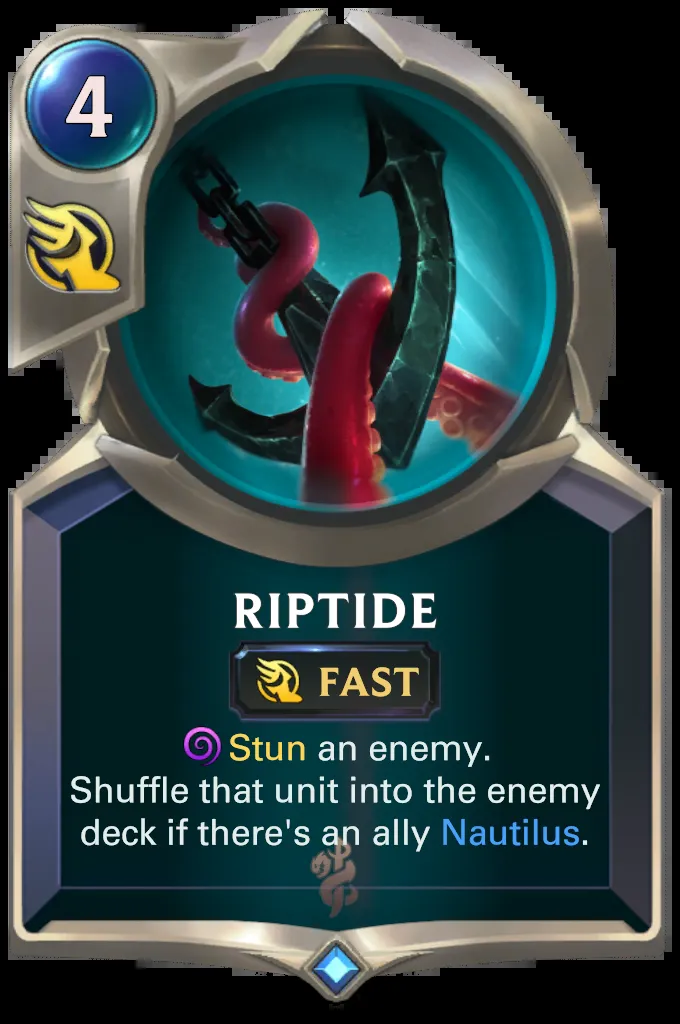 4
RIPTIDE
FAST
Stun an enemy.
Shuffle that unit into the enemy
deck if there's an ally Nautilus.